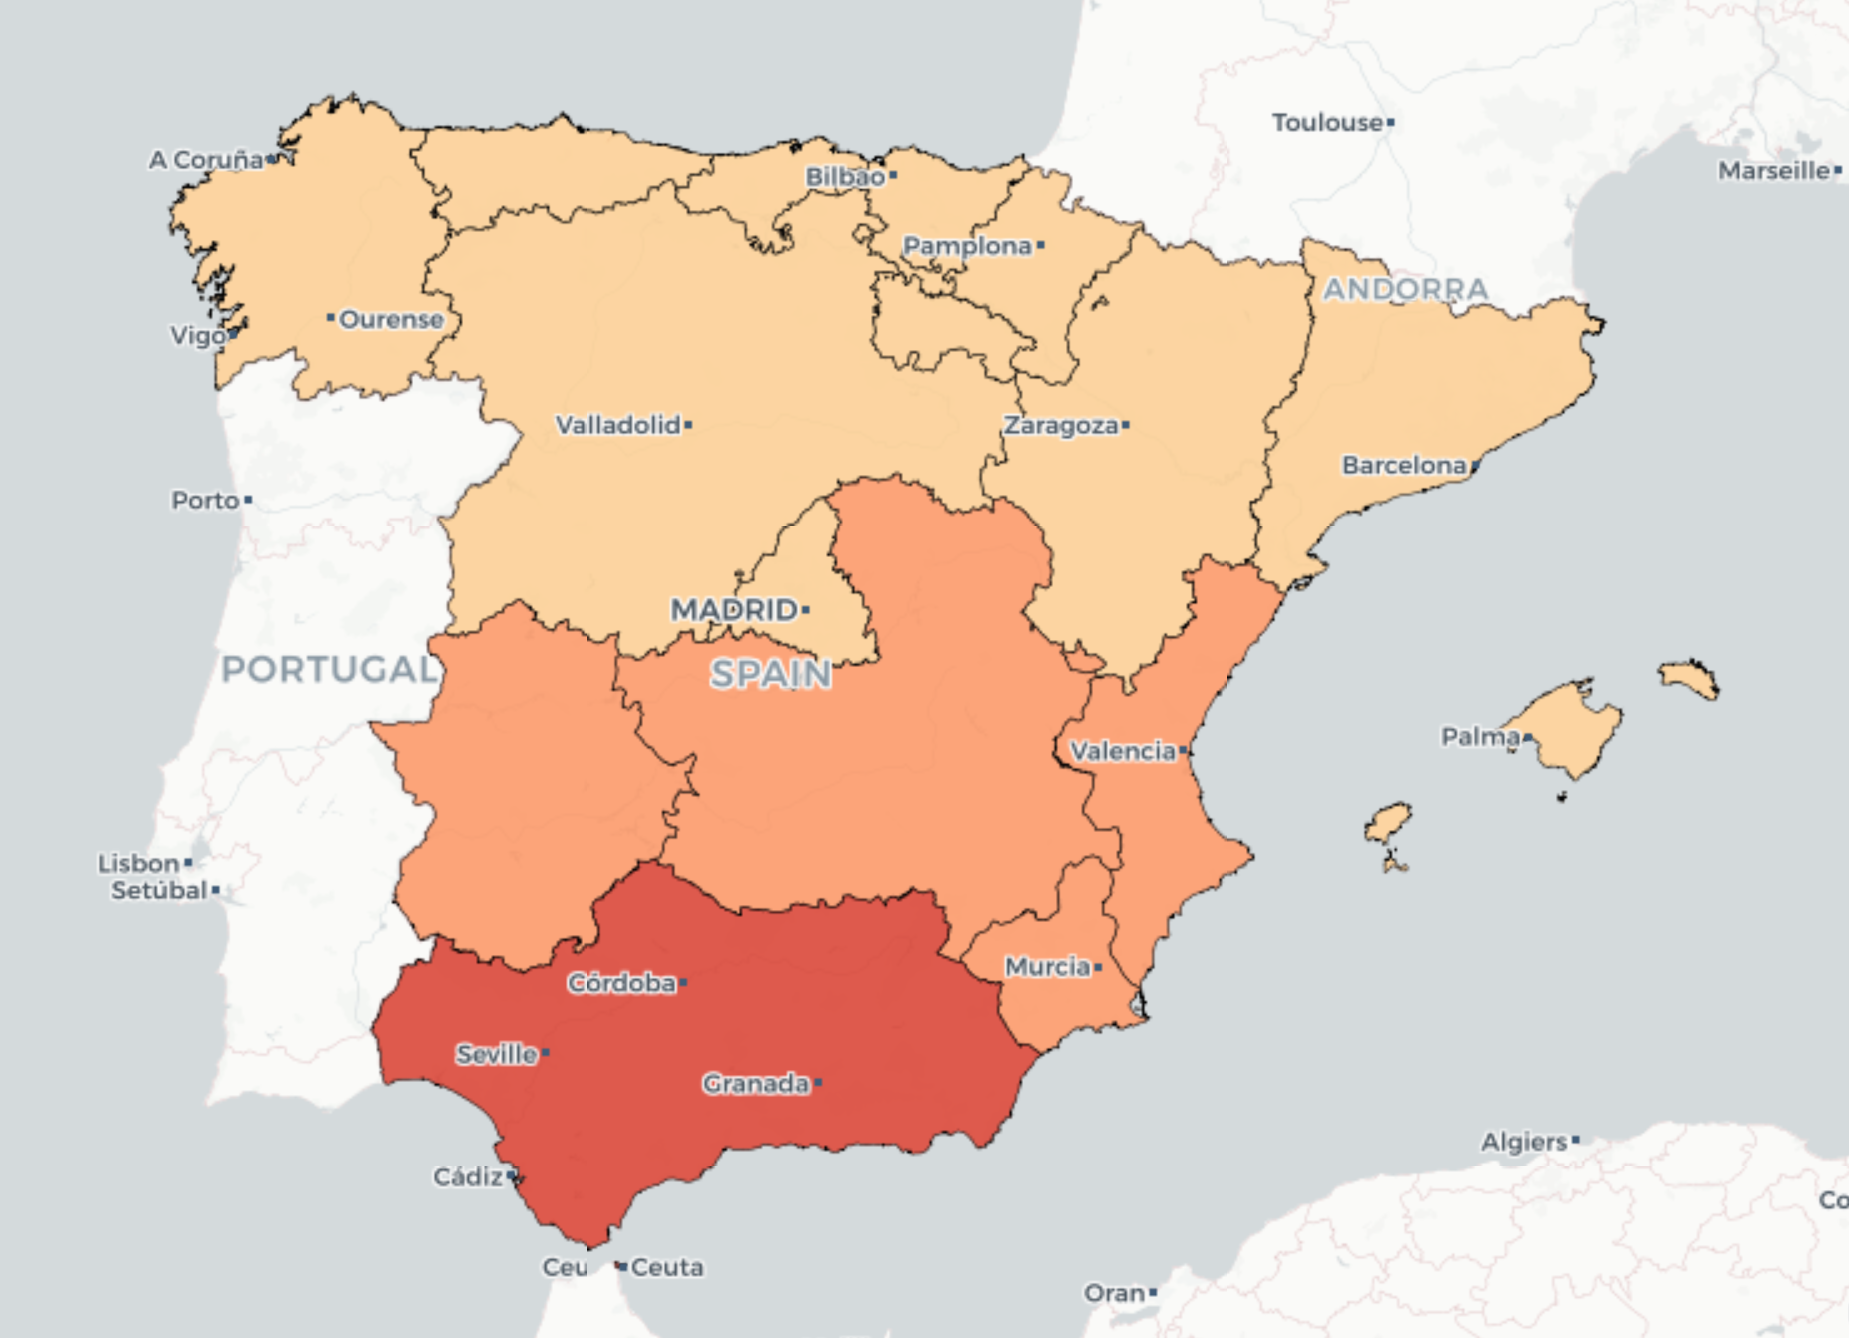 Toulouse
A Coruña
Marseille
Bilbao
Pamplona
ANDORRA
Ourense
Vigo
Valladolid
Zaragoza
Barcelona
Porto
MADRID
PORTUGAL
SPAIN
Palma
Valencia
Lisbon
Setúbal
Murcia
Córdoba
Seville
Granada
Algiers
Cádiz
Co
Ceu
Ceuta
Oran